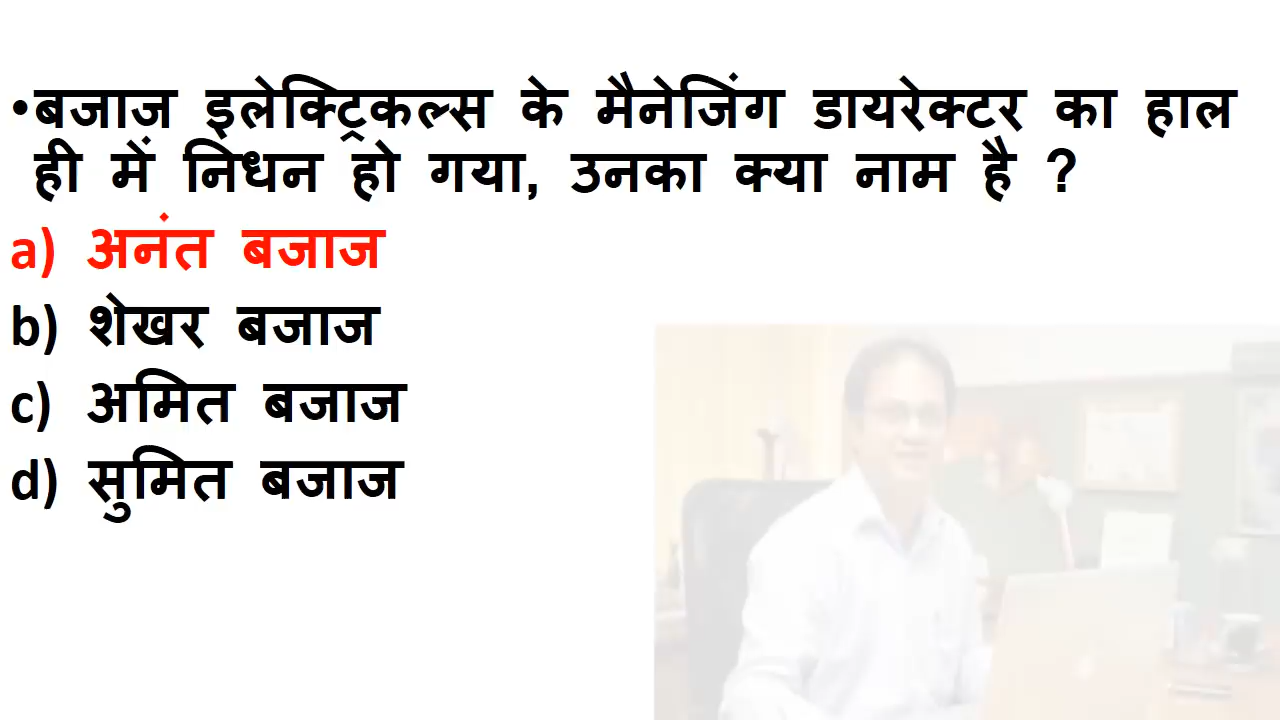 •बजाज इलेक्ट्रिकल्स के मैनेजिंग डायरेक्टर का हाल
ही में निधन हो गया, उनका क्या नाम है ?
a) अनंत बजाज
b) शेखर बजाज
c) अमित बजाज
d) सुमित बजाज